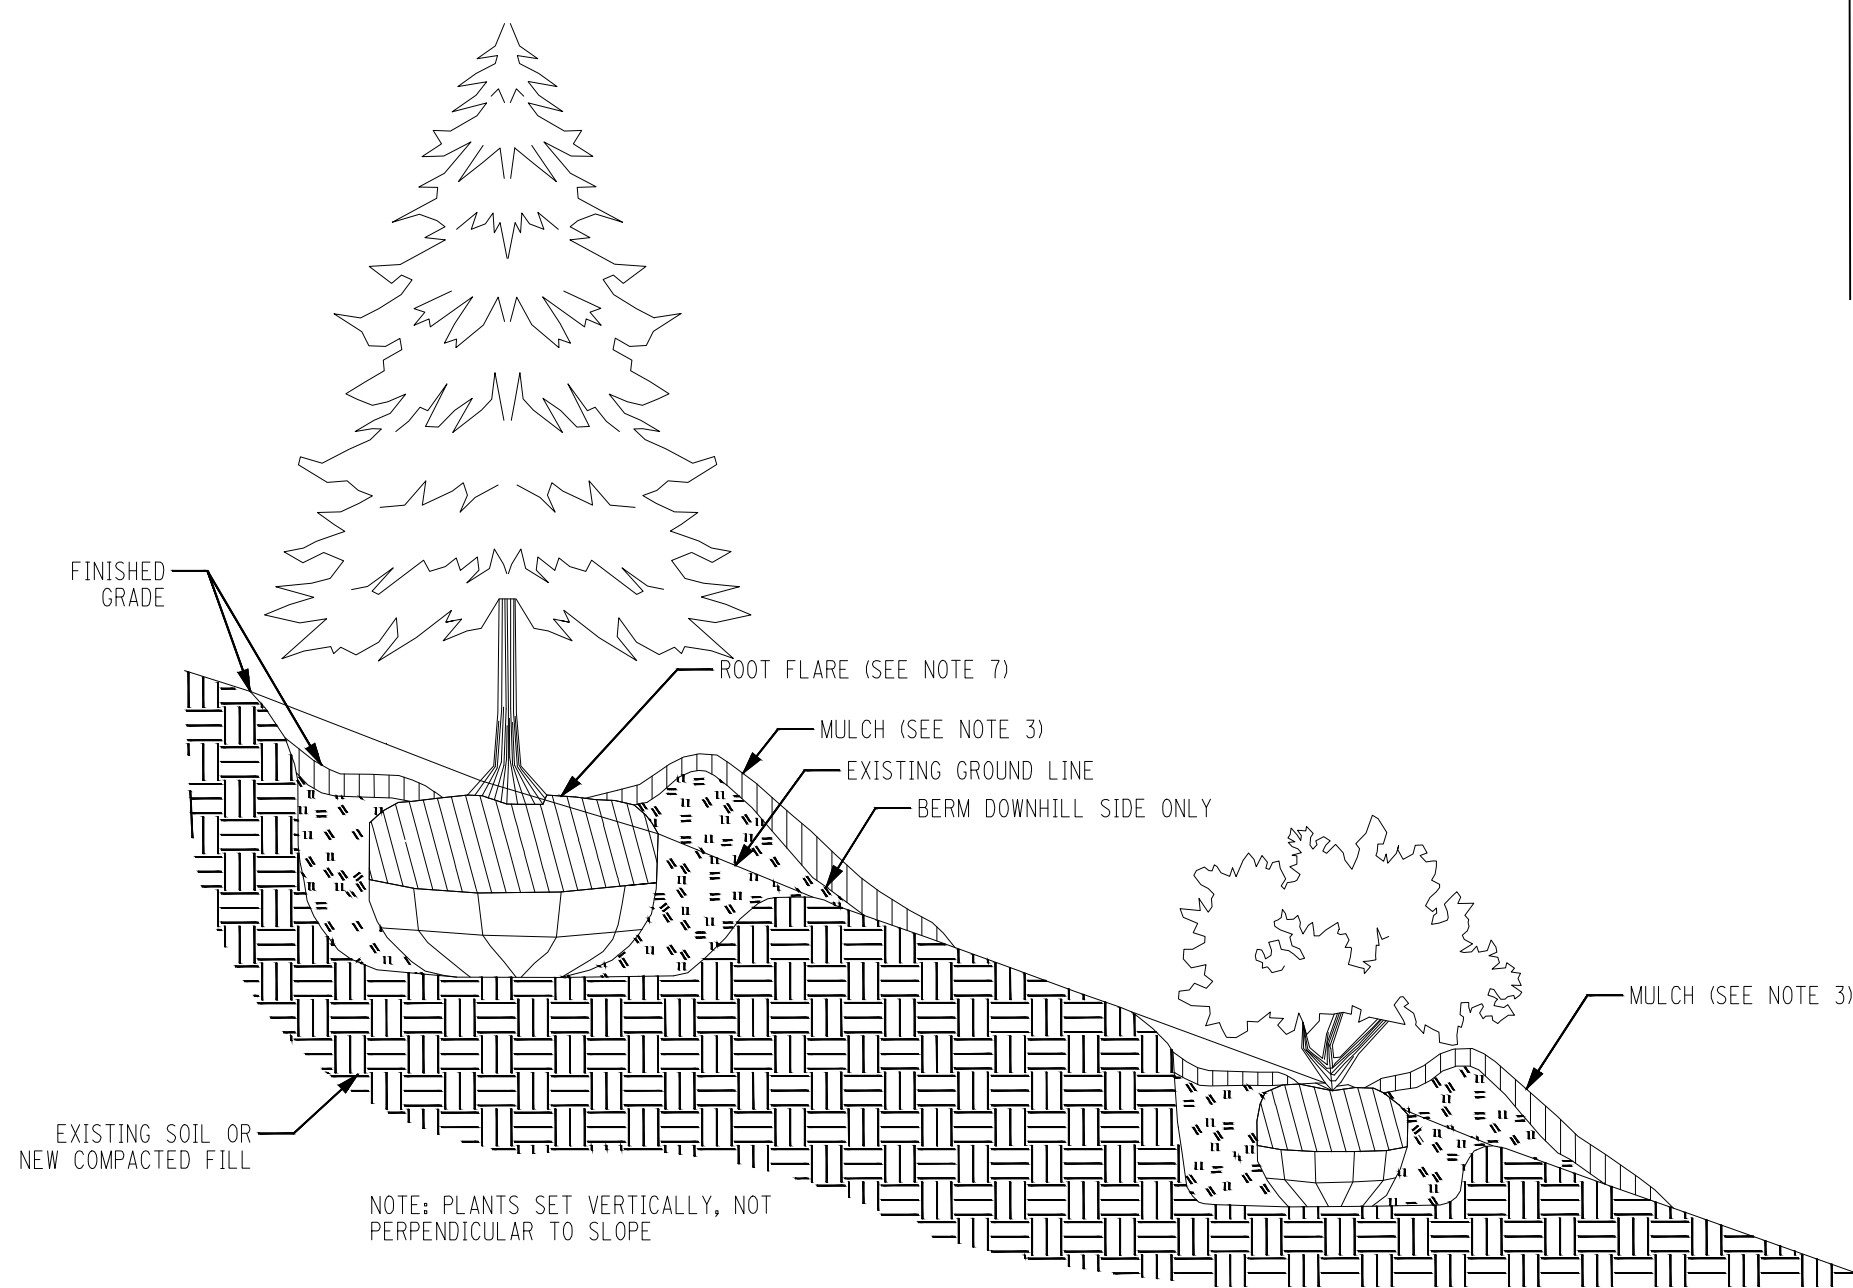 FINISHED
GRADE
ROOT FLARE (SEE NOTE 7)
MULCH (SEE NOTE 3)
EXISTING GROUND LINE
BERM DOWNHILL SIDE ONLY
MULCH (SEE NOTE 3)
EXISTING SOIL OR
NEW COMPACTED FILL
NOTE: PLANTS SET VERTICALLY, NOT
PERPENDICULAR TO SLOPE